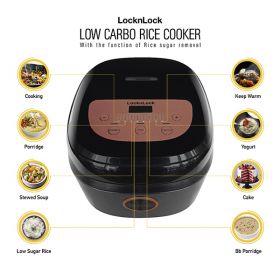 LocknLock
LOW CARBO RICE COOKER
With the function of Rice sugar removal
Cooking
Keep Warm
LocknLock
Porridge
Yogurt
Stewed Soup
Cake
Low Sugar Rice
Bb Porridge